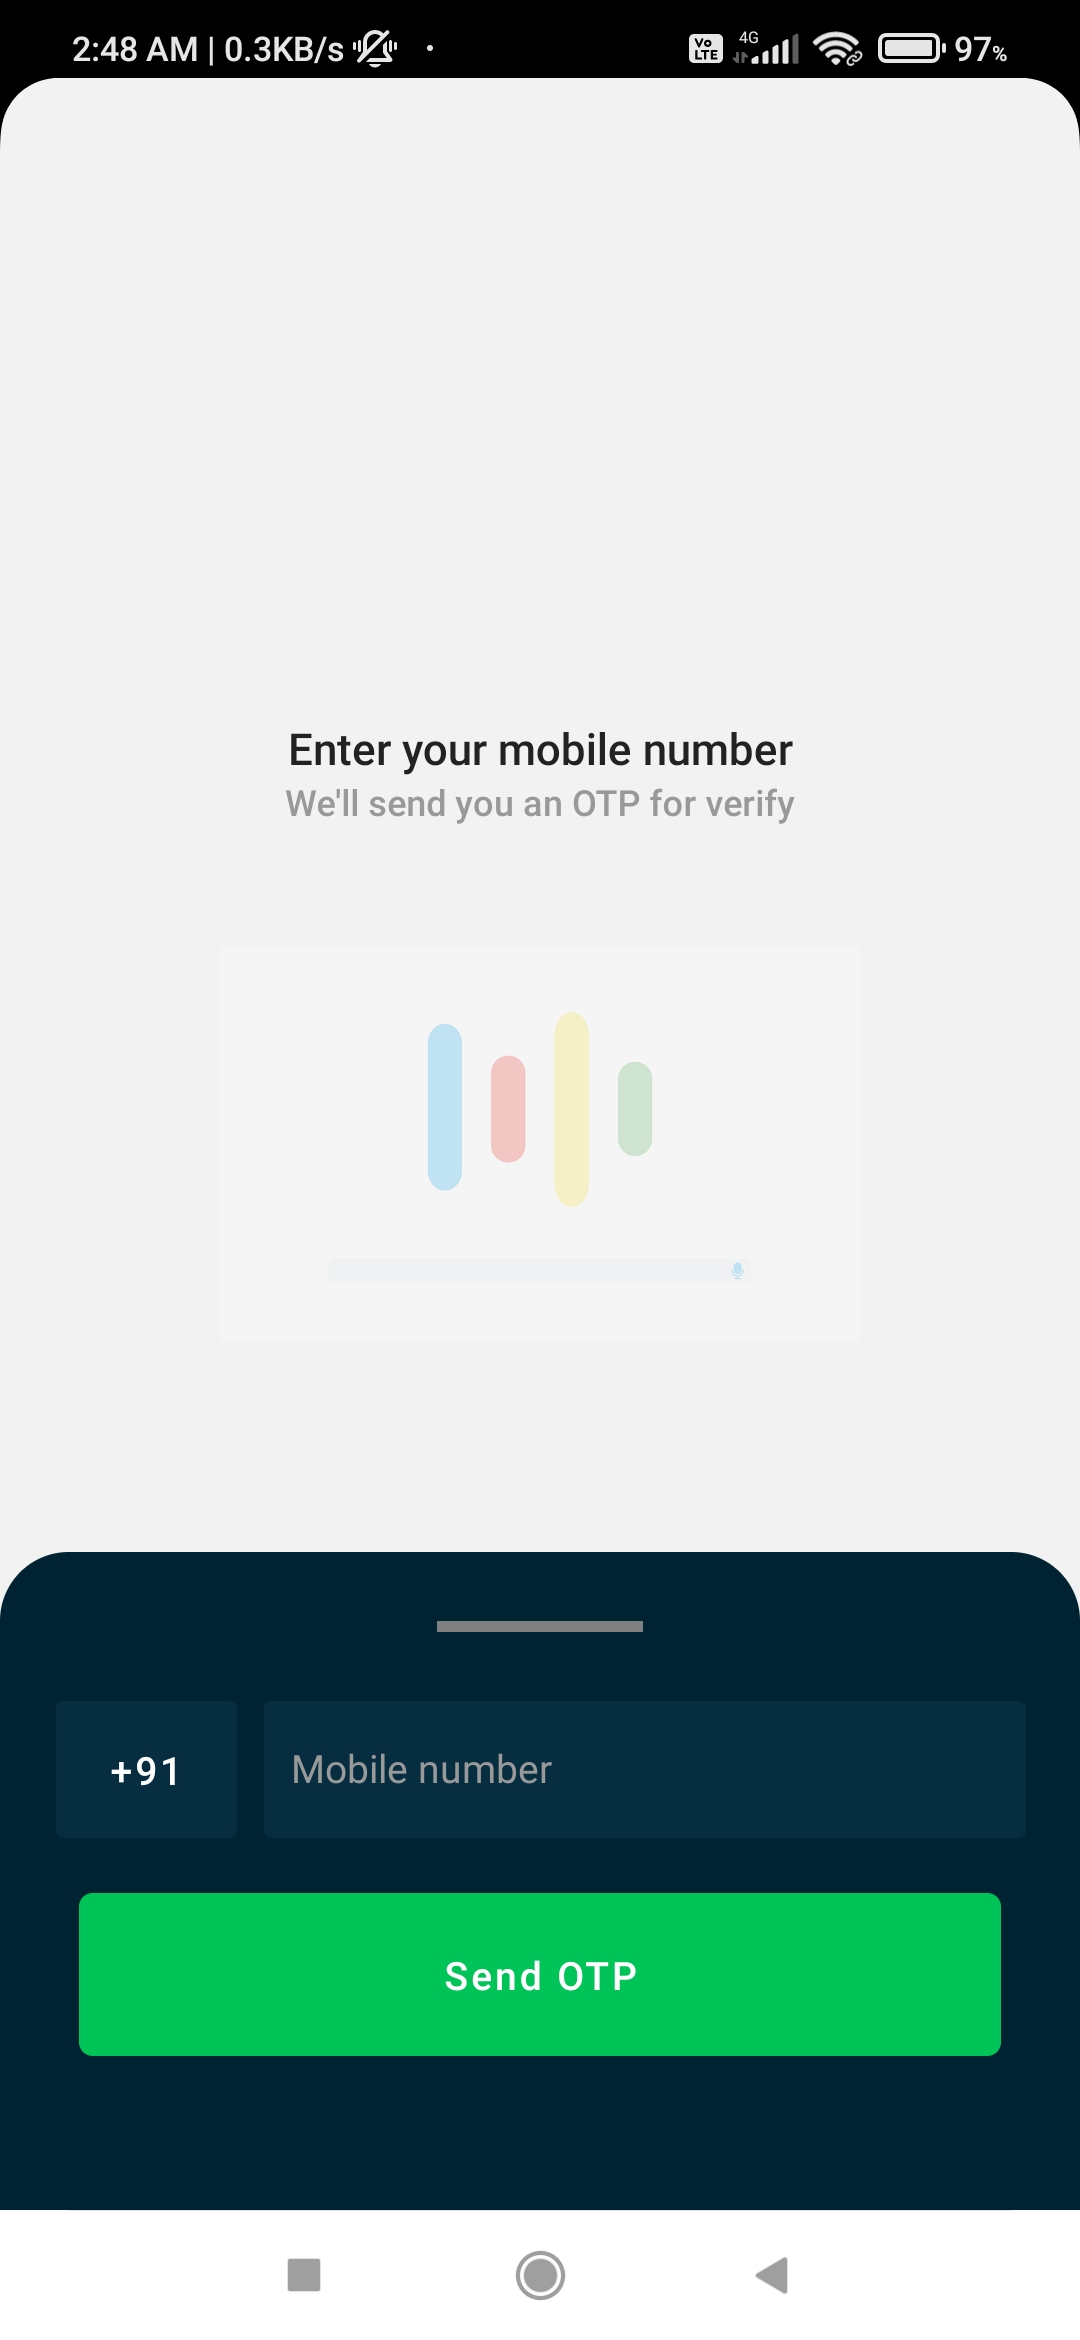 2:48 AM | 0.3KB/s
Vo LTE 4G 97%
Enter your mobile number
We'll send you an OTP for verify
+91 Mobile number
Send OTP